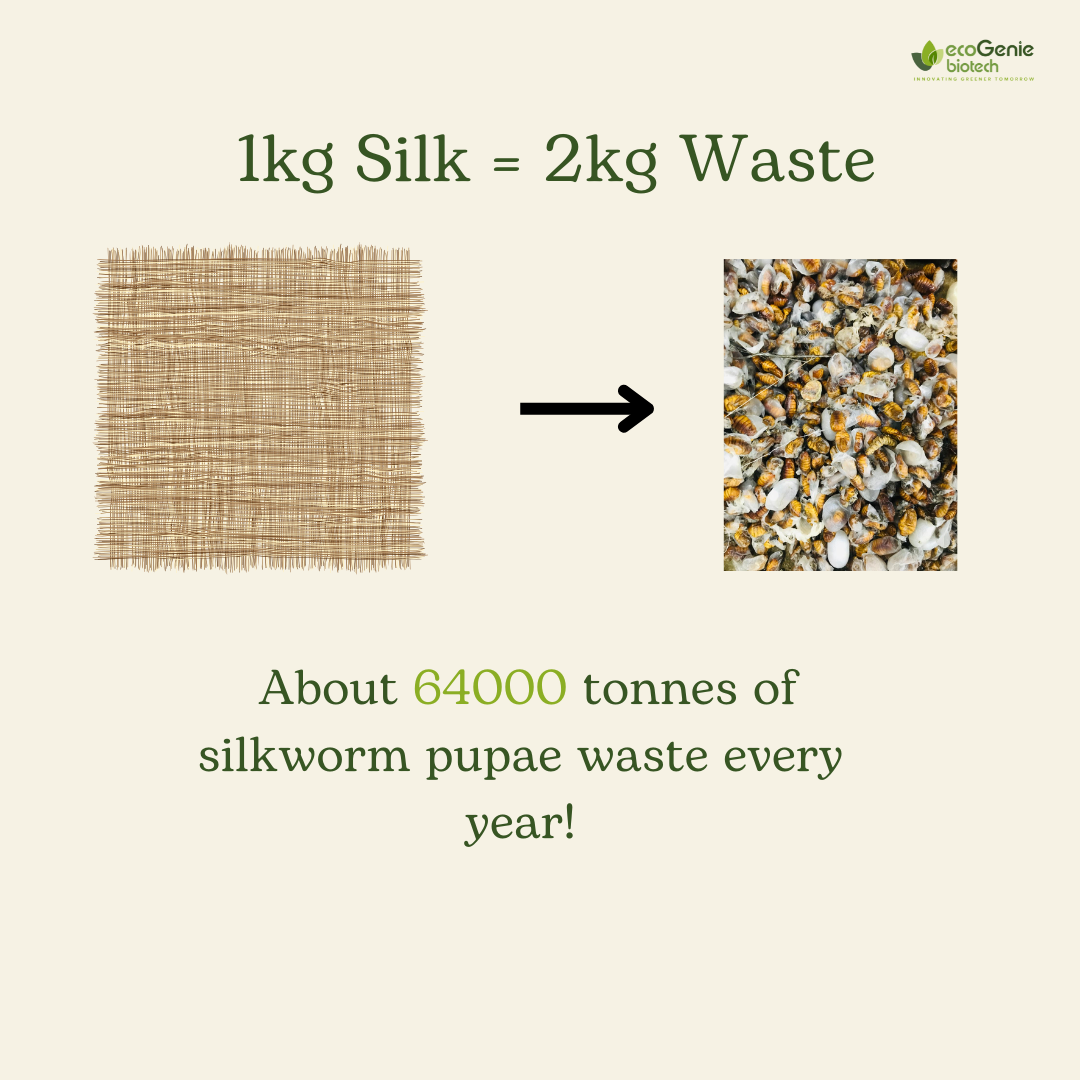 ecoGenie
biotech
INNOVATING GREENER TOMORROW
1kg Silk = 2kg Waste
About 64000 tonnes of
silkworm pupae waste every
year!